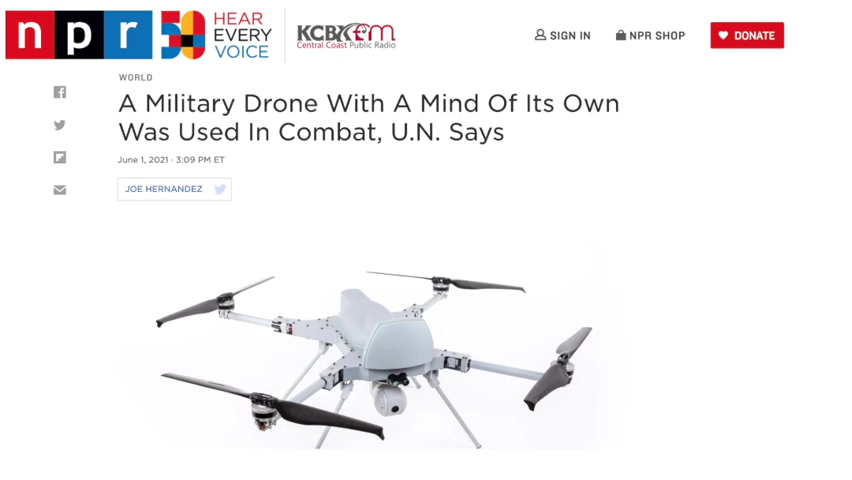 npr
50
HEAR
EVERY
VOICE
KCBX fm
Central Coast Public Radio
SIGN IN
NPR SHOP
DONATE
WORLD
A Military Drone With A Mind Of Its Own
Was Used In Combat, U.N. Says
June 1, 2021 · 3:09 PM ET
JOE HERNANDEZ